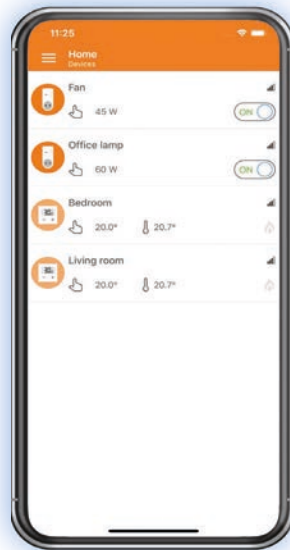 11:25
Home
Devices
Fan
45 W
ON
Office lamp
60 W
ON
Bedroom
20.0° 20.7°
Living room
20.0° 20.7°